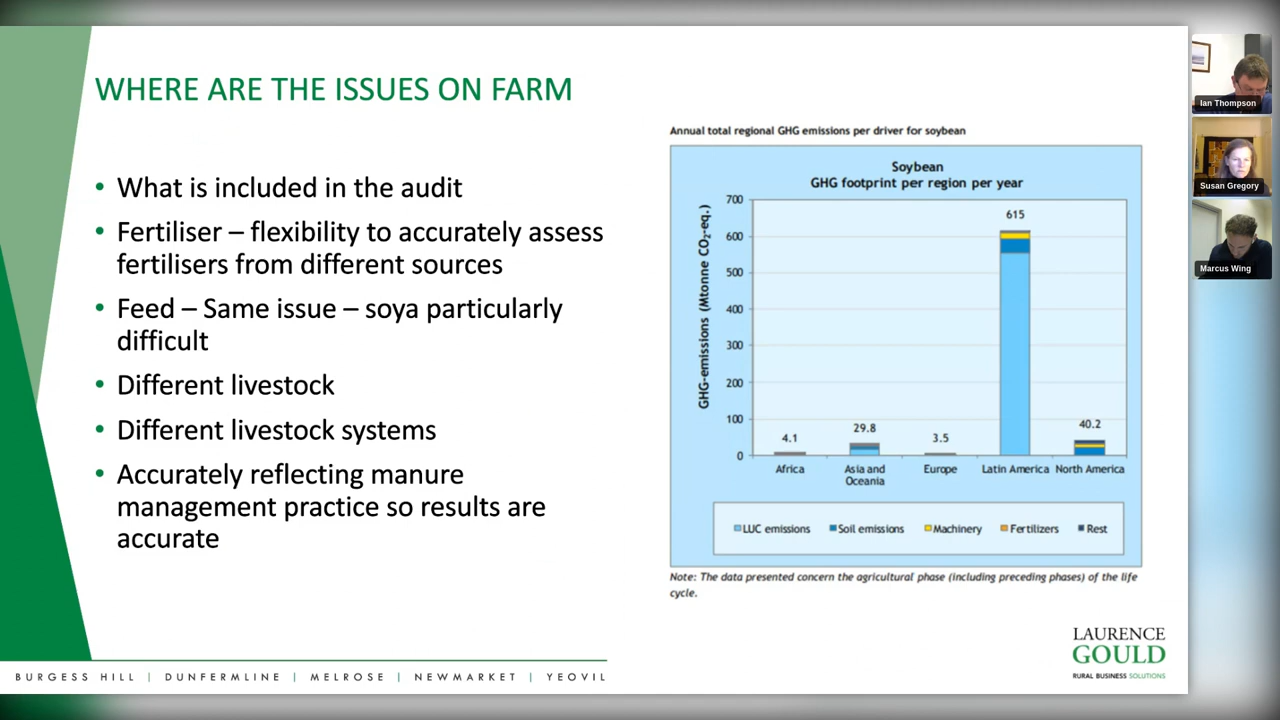 WHERE ARE THE ISSUES ON FARM
• What is included in the audit
• Fertiliser – flexibility to accurately assess
fertilisers from different sources
• Feed – Same issue – soya particularly
difficult
• Different livestock
• Different livestock systems
• Accurately reflecting manure
management practice so results are
accurate
Annual total regional GHG emissions per driver for soybean
Soybean
GHG footprint per region per year
GHG-emissions (Mtonne CO₂-eq.)
700
600
500
400
300
200
100
0
4.1
29.8
3.5
615
40.2
Africa
Asia and
Oceania
Europe
Latin America
North America
LUC emissions
Soil emissions
Machinery
Fertilizers
Rest
Note: The data presented concern the agricultural phase (including preceding phases) of the life
cycle.
LAURENCE
GOULD
RURAL BUSINESS SOLUTIONS
BURGESS HILL | DUNFERMLINE | MELROSE | NEWMARKET | YEOVIL
Ian Thompson
Susan Gregory
Marcus Wing